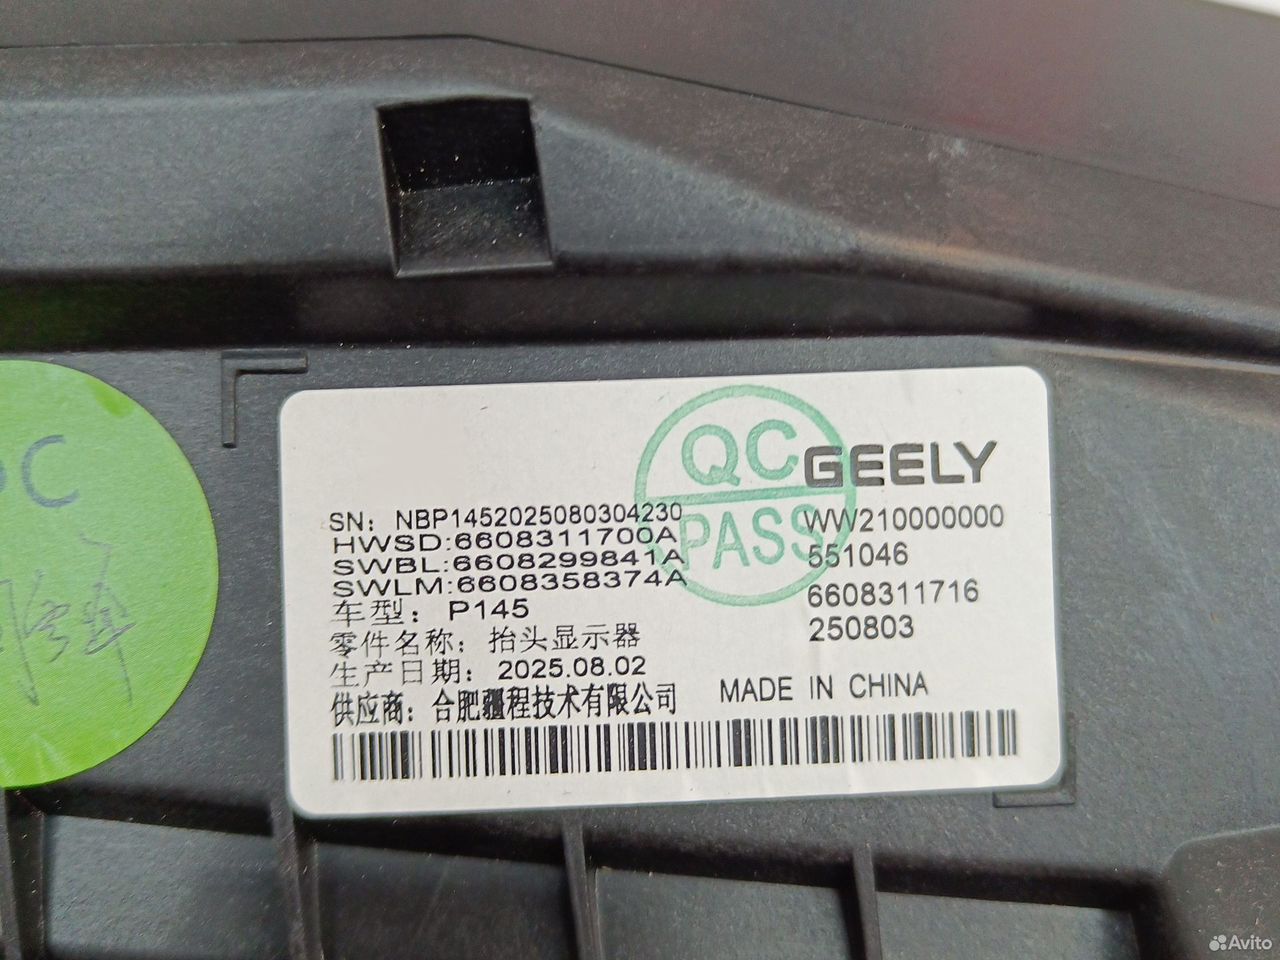 QC
PASS
GEELY
SN: NBP1452025080304230
WW210000000
HWSD:6608311700A
SWBL:6608299841A
551046
SWLM:6608358374A
6608311716
车型: P145
250803
零件名称: 抬头显示器
生产日期: 2025.08.02
供应商: 合肥疆程技术有限公司
MADE IN CHINA
Avito